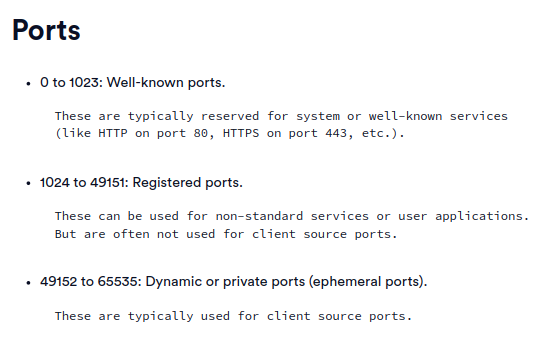 Ports
• 0 to 1023: Well-known ports.
These are typically reserved for system or well-known services
(like HTTP on port 80, HTTPS on port 443, etc.).
• 1024 to 49151: Registered ports.
These can be used for non-standard services or user applications.
But are often not used for client source ports.
• 49152 to 65535: Dynamic or private ports (ephemeral ports).
These are typically used for client source ports.